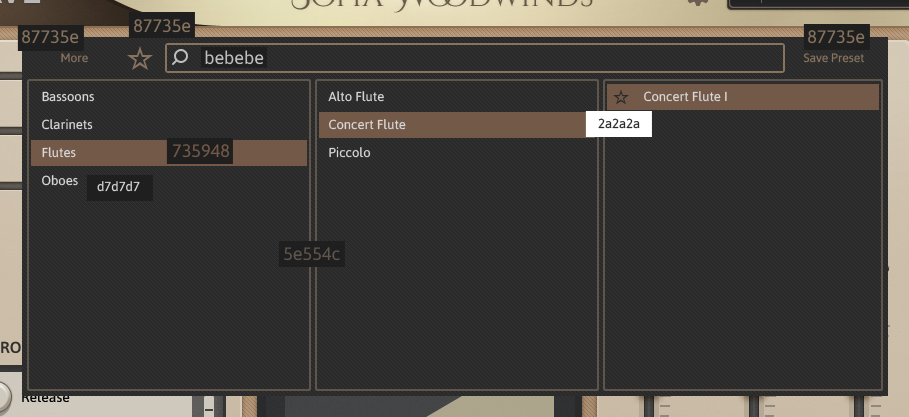 SOFIA WOODWINDS
87735e
87735e
87735e
More
bebebe
Save Preset
Bassoons
Alto Flute
Concert Flute I
Clarinets
Concert Flute
2a2a2a
Flutes
735948
Piccolo
Oboes
d7d7d7
5e554c
RO
Release